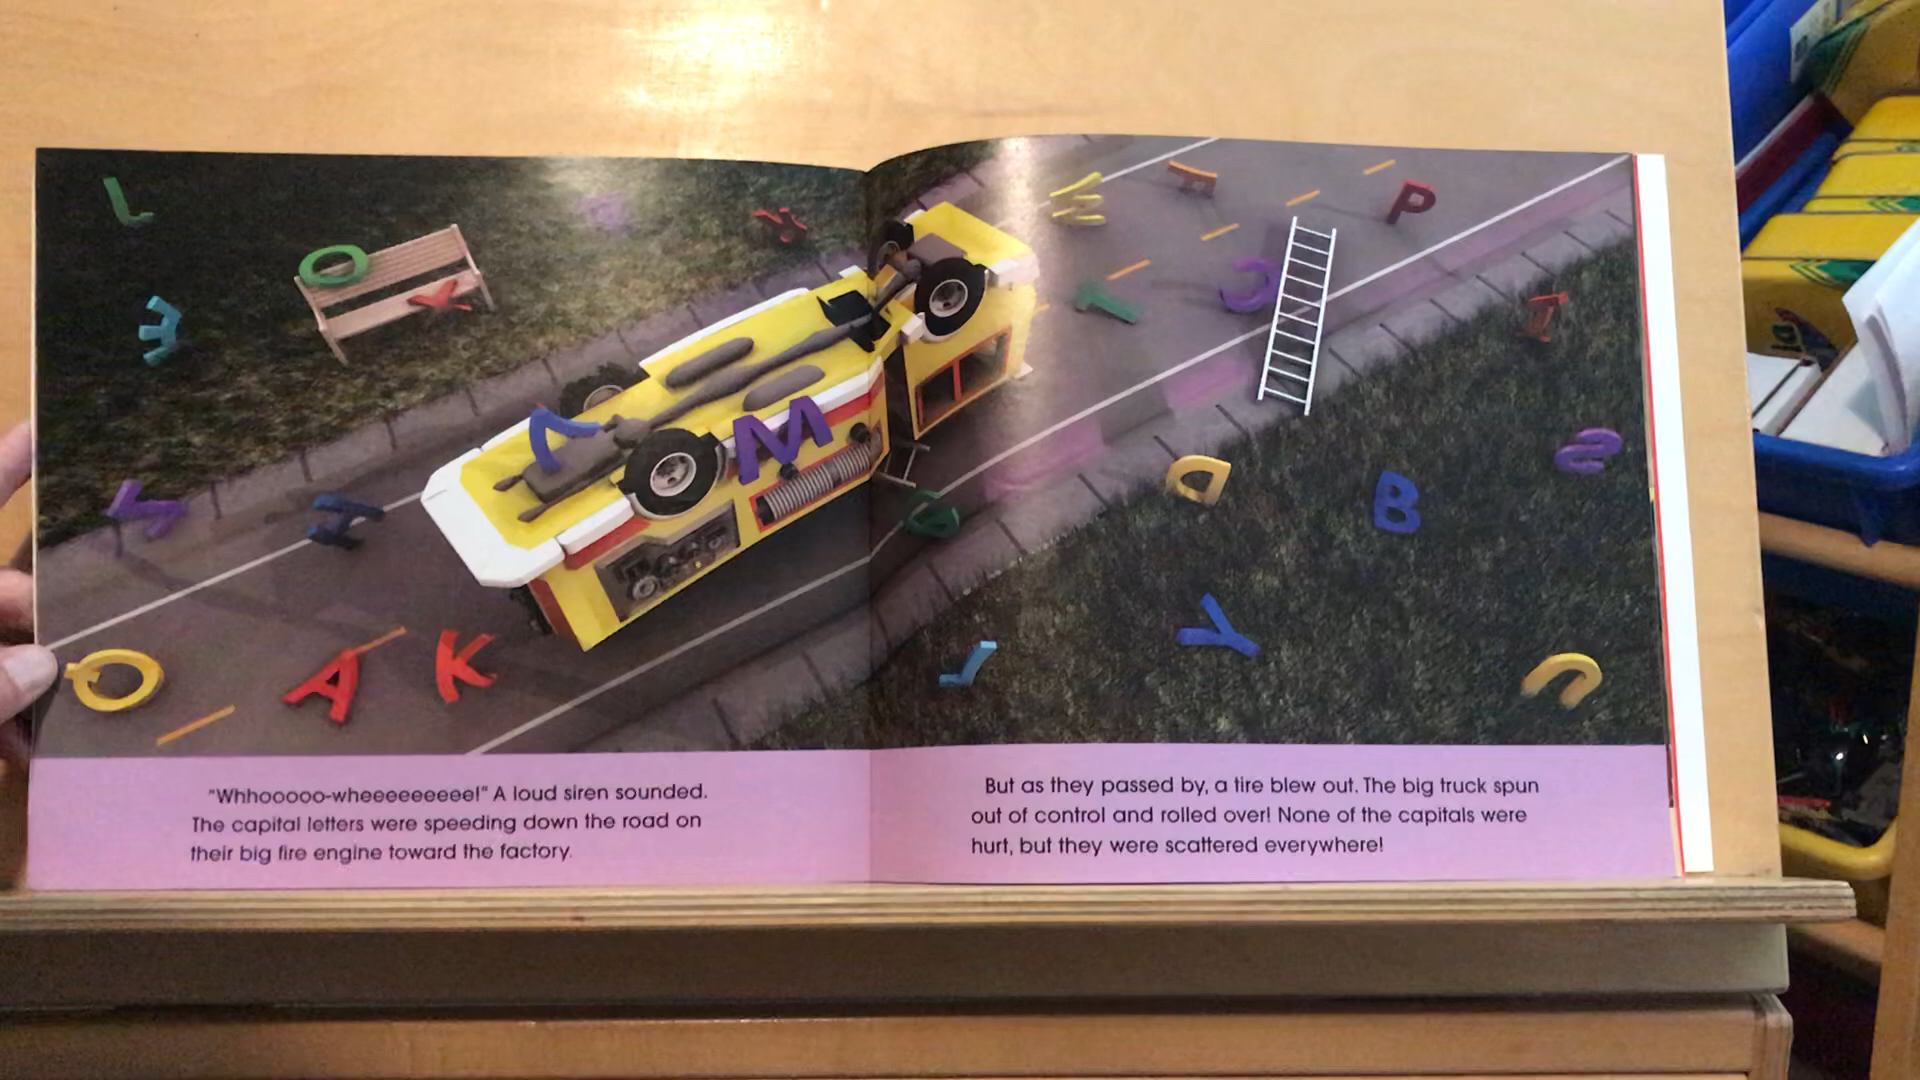 "Whhooooo-wheeeeeeeee!" A loud siren sounded.
The capital letters were speeding down the road on
their big fire engine toward the factory.
But as they passed by, a tire blew out. The big truck spun
out of control and rolled over! None of the capitals were
hurt, but they were scattered everywhere!
L
O
X
E
M
Q
A
K
P
T
B
Y
J
U